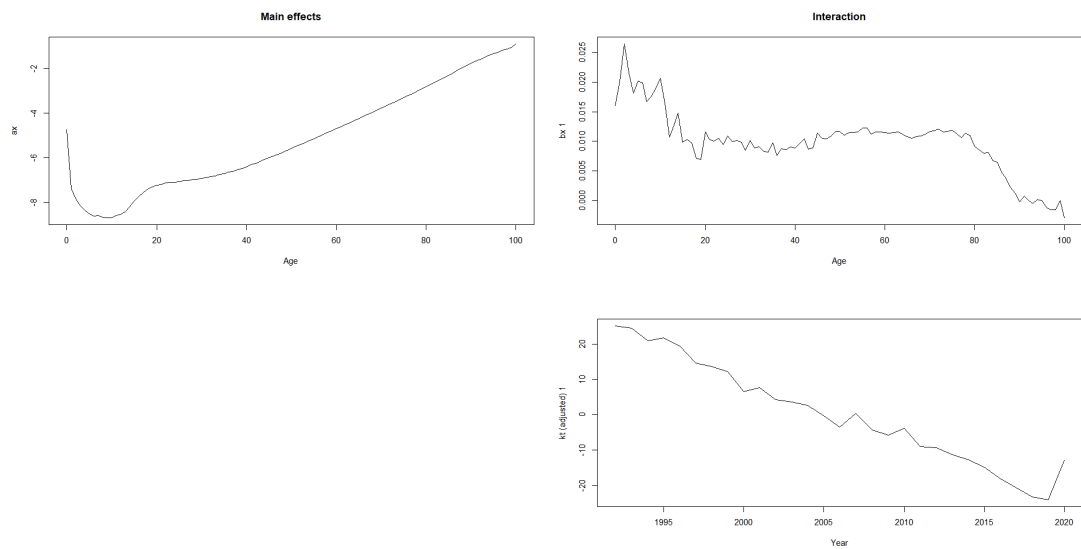 Main effects
ax
-2
-4
-6
-8
0 20 40 60 80 100
Age
Interaction
bx 1
0.025
0.020
0.015
0.010
0.005
0.000
0 20 40 60 80 100
Age
kt (adjusted) 1
20
10
0
-10
-20
1995 2000 2005 2010 2015 2020
Year